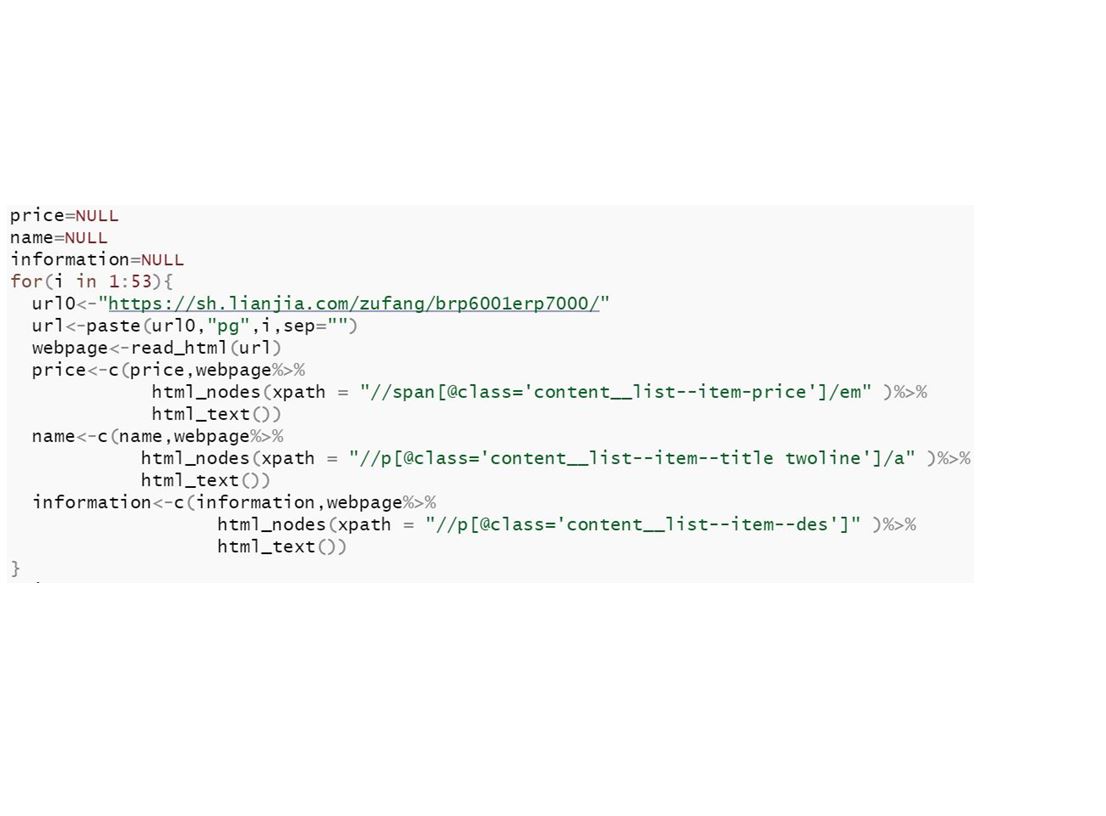 price=NULL
name=NULL
information=NULL
for(i in 1:53){
  url0<-"https://sh.lianjia.com/zufang/brp6001erp7000/"
  url<-paste(url0,"pg",i,sep="")
  webpage<-read_html(url)
  price<-c(price,webpage%>%
             html_nodes(xpath = "//span[@class='content__list--item-price']/em" )%>%
             html_text())
  name<-c(name,webpage%>%
            html_nodes(xpath = "//p[@class='content__list--item--title twoline']/a" )%>%
            html_text())
  information<-c(information,webpage%>%
                   html_nodes(xpath = "//p[@class='content__list--item--des']" )%>%
                   html_text())
}